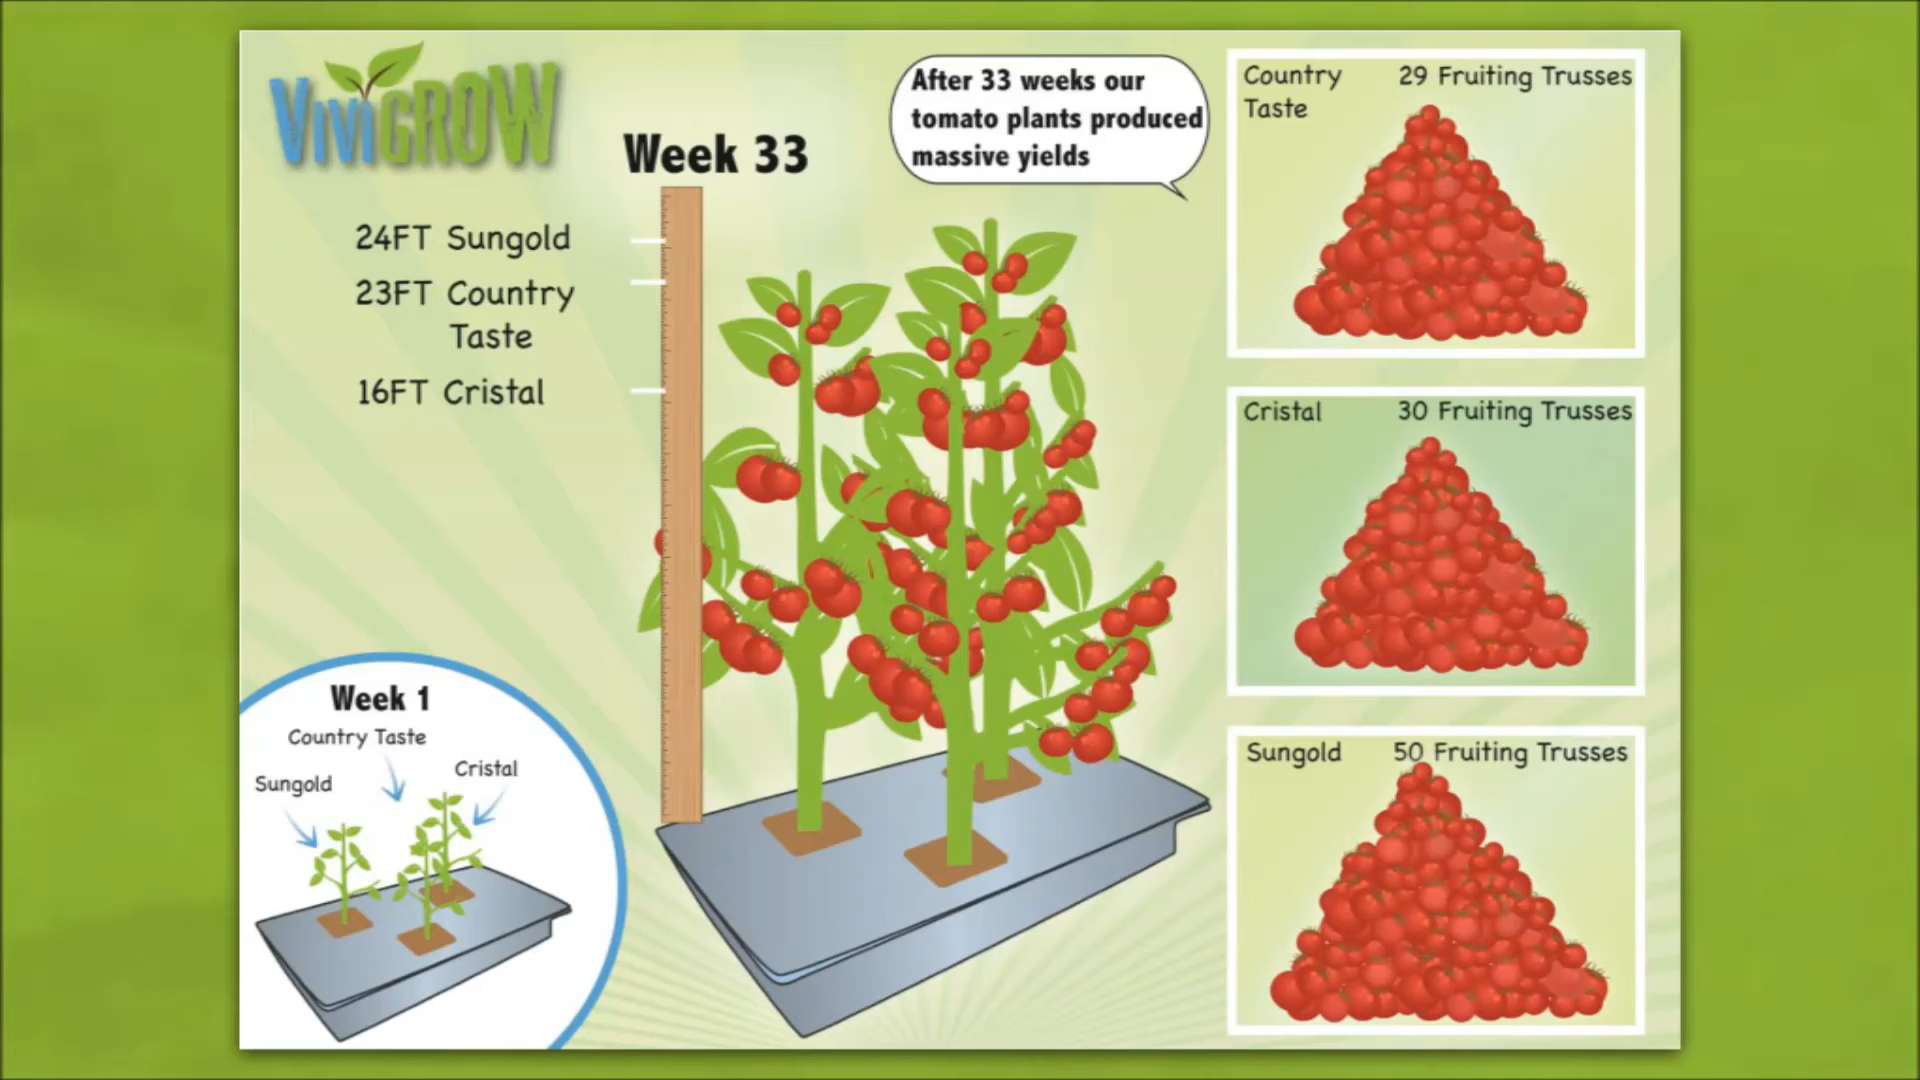 ViViGROW
Week 33
After 33 weeks our
tomato plants produced
massive yields
24FT Sungold
23FT Country
Taste
16FT Cristal
Week 1
Country Taste
Cristal
Sungold
Country 29 Fruiting Trusses
Taste
Cristal 30 Fruiting Trusses
Sungold 50 Fruiting Trusses